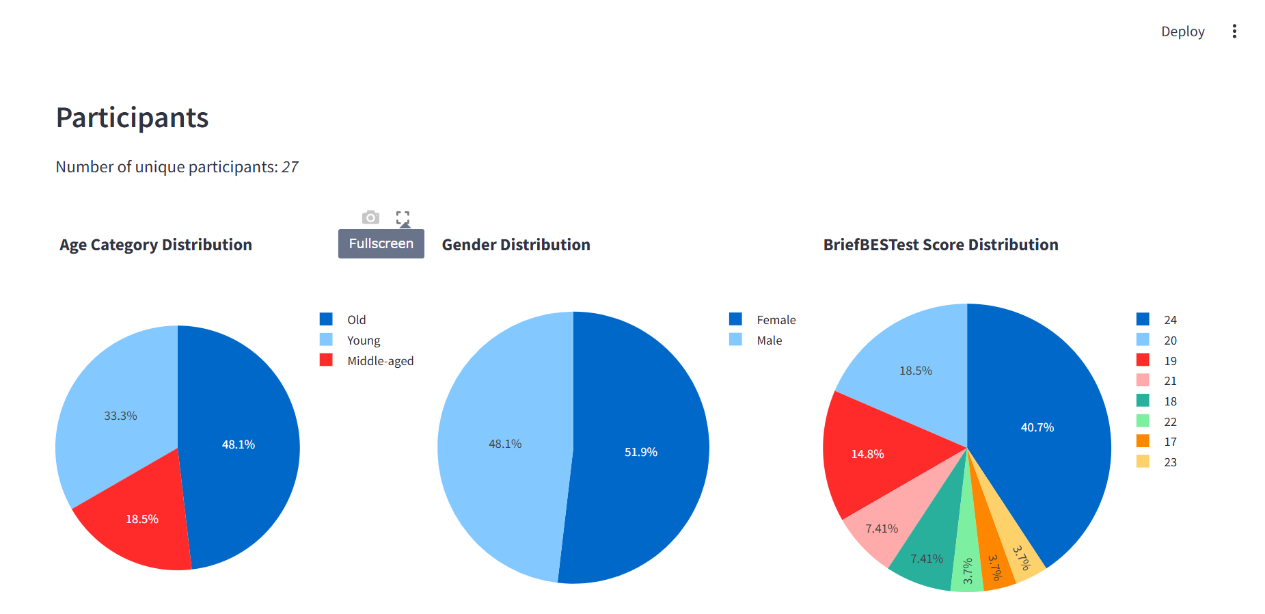 Deploy
Participants
Number of unique participants: 27
Fullscreen
Age Category Distribution
Old
Young
Middle-aged
33.3%
48.1%
18.5%
Gender Distribution
Female
Male
48.1%
51.9%
BriefBESTest Score Distribution
24
20
19
21
18
22
17
23
18.5%
40.7%
14.8%
7.41%
7.41%
3.7%
3.7%
3.7%